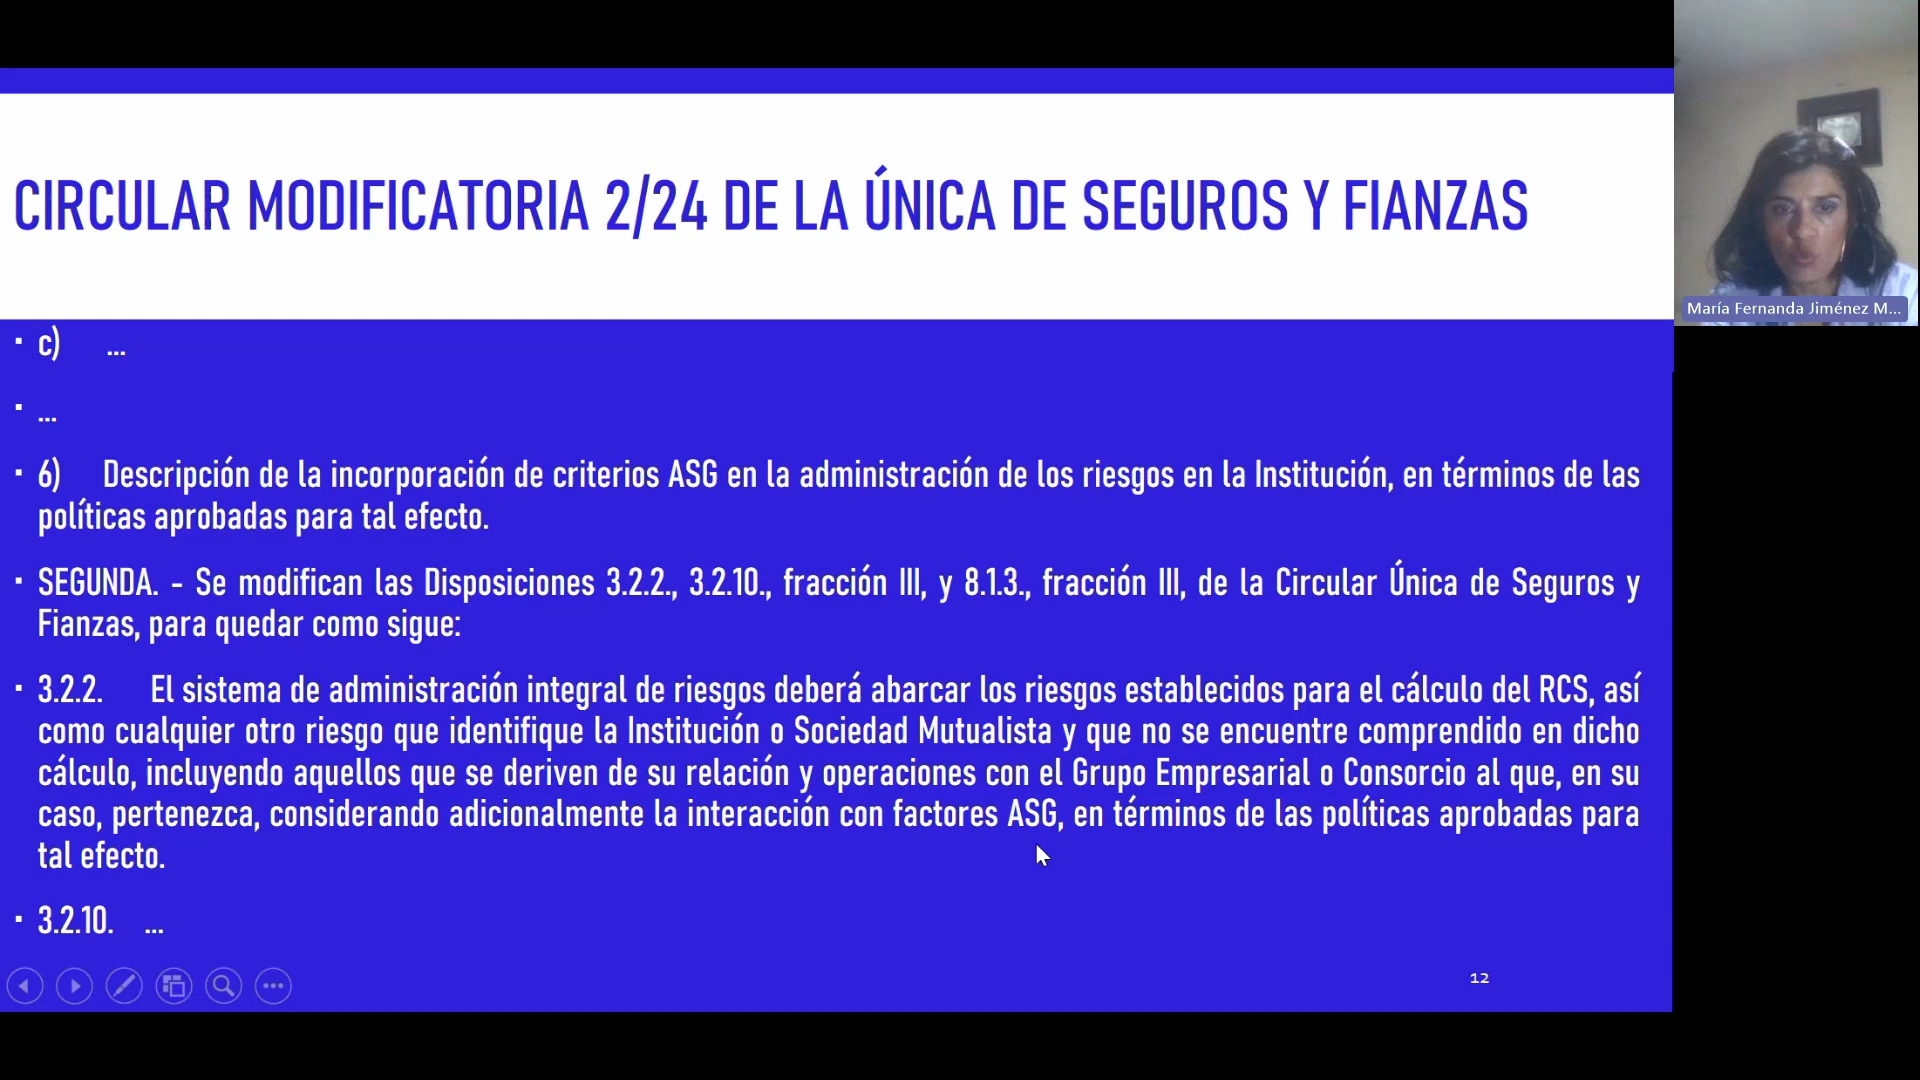 CIRCULAR MODIFICATORIA 2/24 DE LA ÚNICA DE SEGUROS Y FIANZAS
María Fernanda Jiménez M...
▪ c) ...
▪ ...
▪ 6) Descripción de la incorporación de criterios ASG en la administración de los riesgos en la Institución, en términos de las
políticas aprobadas para tal efecto.
▪ SEGUNDA. - Se modifican las Disposiciones 3.2.2., 3.2.10., fracción III, y 8.1.3., fracción III, de la Circular Única de Seguros y
Fianzas, para quedar como sigue:
▪ 3.2.2. El sistema de administración integral de riesgos deberá abarcar los riesgos establecidos para el cálculo del RCS, así
como cualquier otro riesgo que identifique la Institución o Sociedad Mutualista y que no se encuentre comprendido en dicho
cálculo, incluyendo aquellos que se deriven de su relación y operaciones con el Grupo Empresarial o Consorcio al que, en su
caso, pertenezca, considerando adicionalmente la interacción con factores ASG, en términos de las políticas aprobadas para
tal efecto.
▪ 3.2.10. ...
12